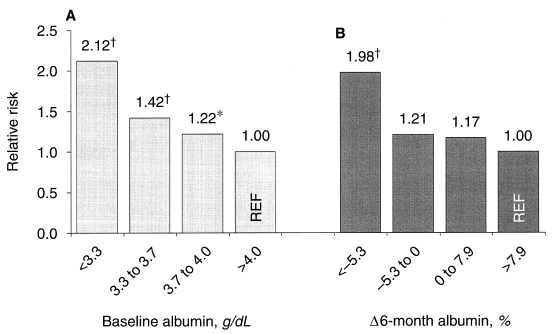 A
B
Relative risk
2.5
2.0
1.5
1.0
0.5
0.0
2.12†
1.42†
1.22*
1.00
REF
<3.3
3.3 to 3.7
3.7 to 4.0
>4.0
Baseline albumin, g/dL
1.98†
1.21
1.17
1.00
REF
<−5.3
−5.3 to 0
0 to 7.9
>7.9
Δ6-month albumin, %